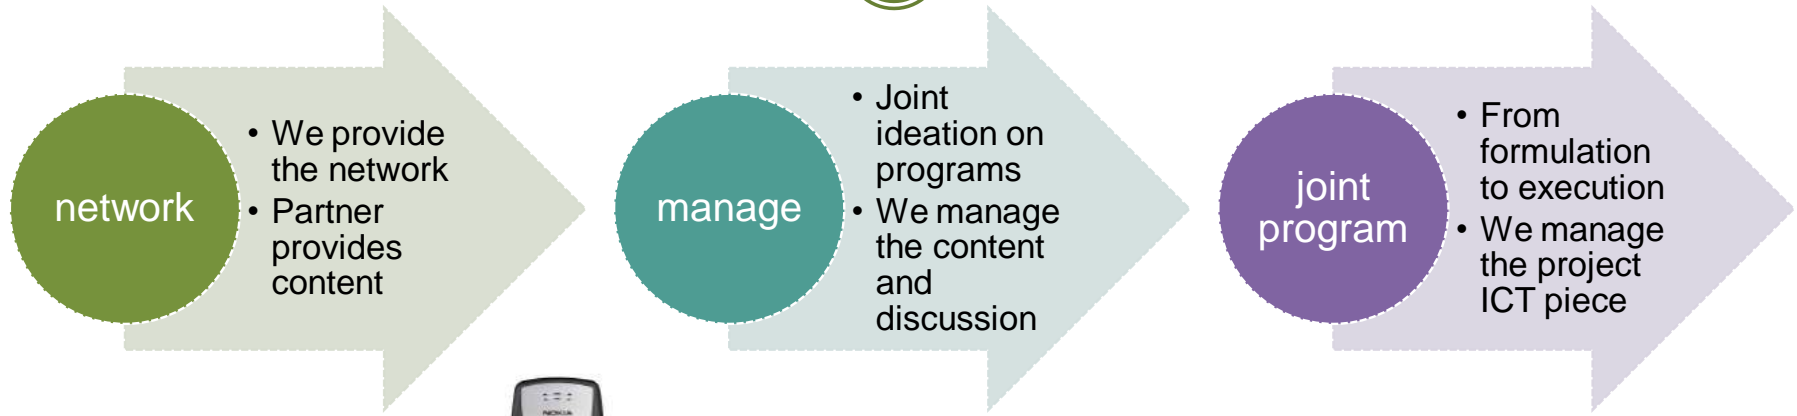 network
• We provide
the network
• Partner
provides
content
manage
• Joint
ideation on
programs
• We manage
the content
and
discussion
joint
program
• From
formulation
to execution
• We manage
the project
ICT piece
NOKIA